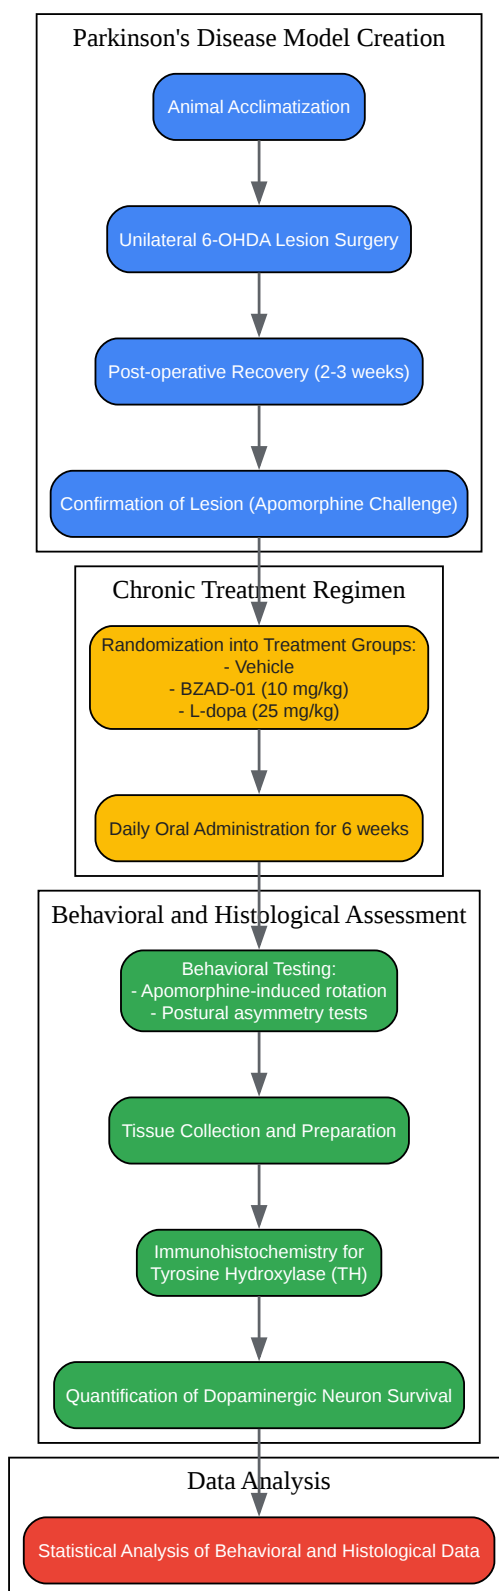 Parkinson's Disease Model Creation
Animal Acclimatization
Unilateral 6-OHDA Lesion Surgery
Post-operative Recovery (2-3 weeks)
Confirmation of Lesion (Apomorphine Challenge)
Chronic Treatment Regimen
Randomization into Treatment Groups:
- Vehicle
- BZAD-01 (10 mg/kg)
- L-dopa (25 mg/kg)
Daily Oral Administration for 6 weeks
Behavioral and Histological Assessment
Behavioral Testing:
- Apomorphine-induced rotation
- Postural asymmetry tests
Tissue Collection and Preparation
Immunohistochemistry for
Tyrosine Hydroxylase (TH)
Quantification of Dopaminergic Neuron Survival
Data Analysis
Statistical Analysis of Behavioral and Histological Data